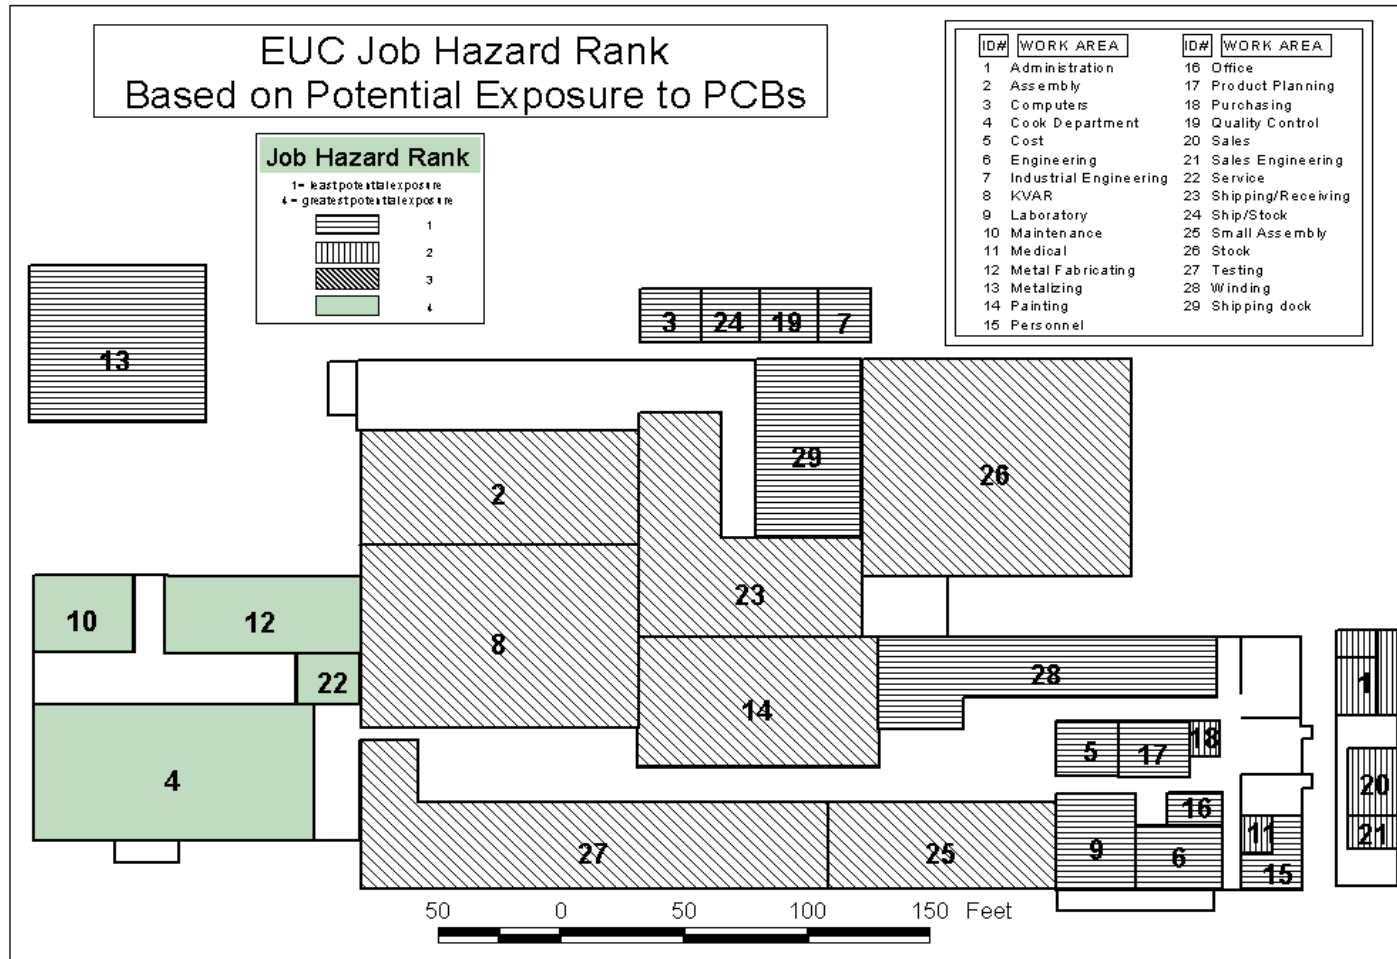 EUC Job Hazard Rank
Based on Potential Exposure to PCBs
ID# WORK AREA ID# WORK AREA
1 Administration 16 Office
2 Assembly 17 Product Planning
3 Computers 18 Purchasing
4 Cook Department 19 Quality Control
5 Cost 20 Sales
6 Engineering 21 Sales Engineering
7 Industrial Engineering 22 Service
8 KVAR 23 Shipping/Receiving
9 Laboratory 24 Ship/Stock
10 Maintenance 25 Small Assembly
11 Medical 26 Stock
12 Metal Fabricating 27 Testing
13 Metalizing 28 Winding
14 Painting 29 Shipping dock
15 Personnel
Job Hazard Rank
1= least potential exposure
4 = greatest potential exposure
1
2
3
4
3 24 19 7
13
29
26
2
10 12
23
8
22
28
1
14
5 17 18
4
20
16
11 21
27 25 9 6
15
50 0 50 100 150 Feet